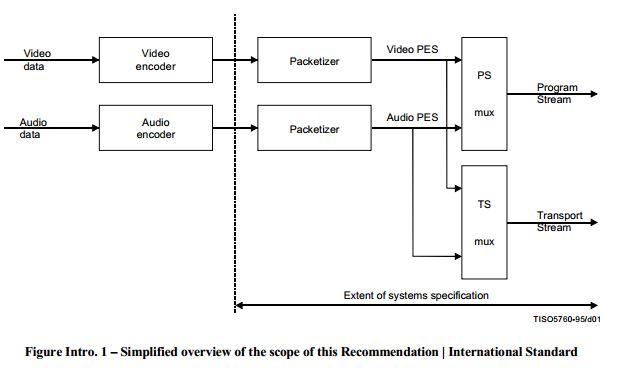 Video
data
Video
encoder
Packetizer
Video PES
PS
mux
Program
Stream
Audio
data
Audio
encoder
Packetizer
Audio PES
TS
mux
Transport
Stream
Extent of systems specification
TISO5760-95/d01
Figure Intro. 1 – Simplified overview of the scope of this Recommendation | International Standard